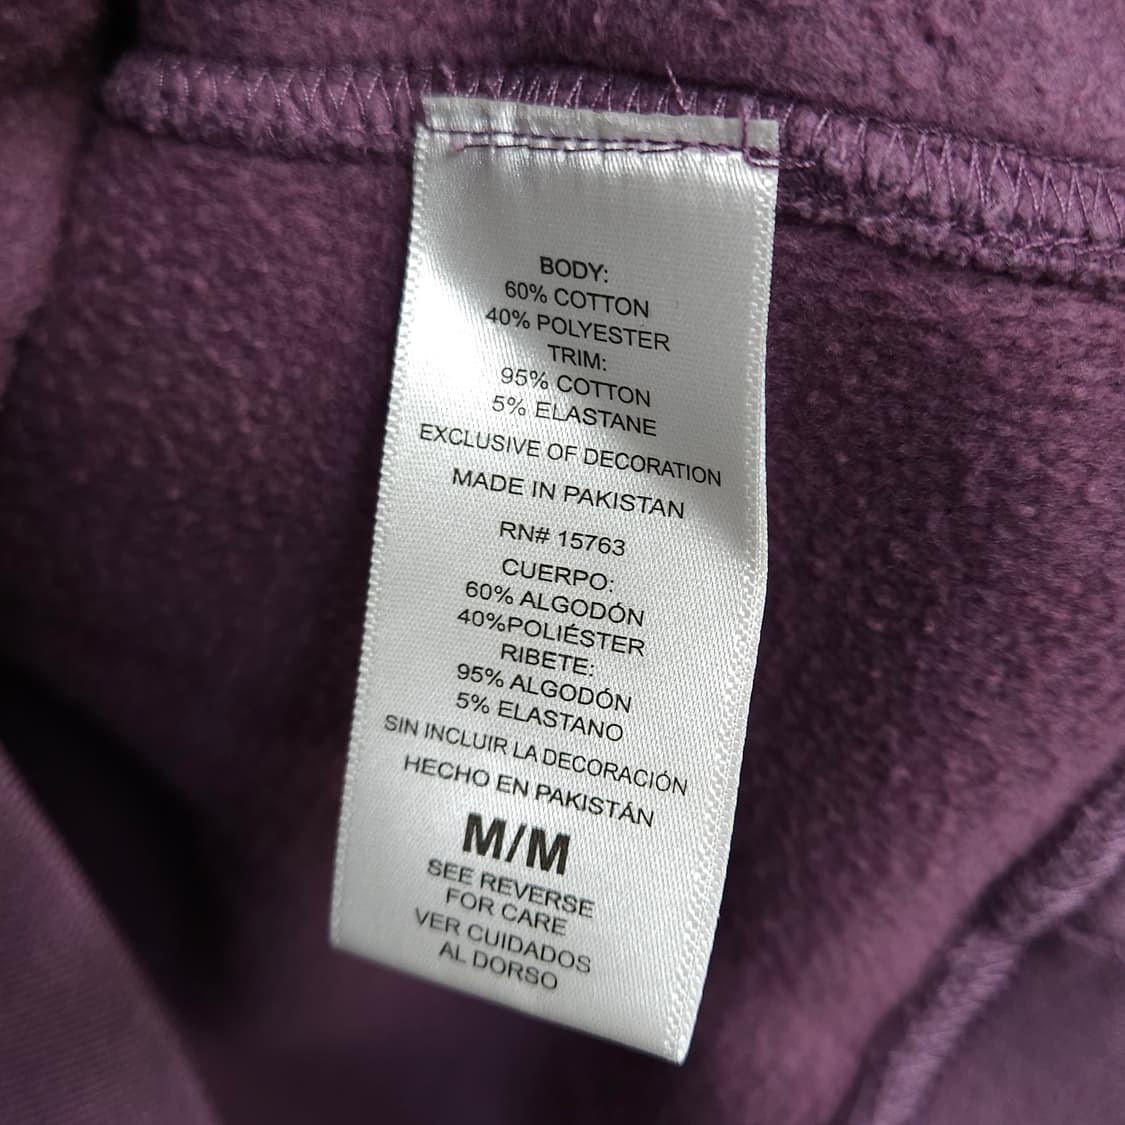 BODY:
60% COTTON
40% POLYESTER
TRIM:
95% COTTON
5% ELASTANE
EXCLUSIVE OF DECORATION
MADE IN PAKISTAN
RN# 15763
CUERPO:
60% ALGODÓN
40%POLIÉSTER
RIBETE:
95% ALGODÓN
5% ELASTANO
SIN INCLUIR LA DECORACIÓN
HECHO EN PAKISTÁN
M/M
SEE REVERSE
FOR CARE
VER CUIDADOS
AL DORSO